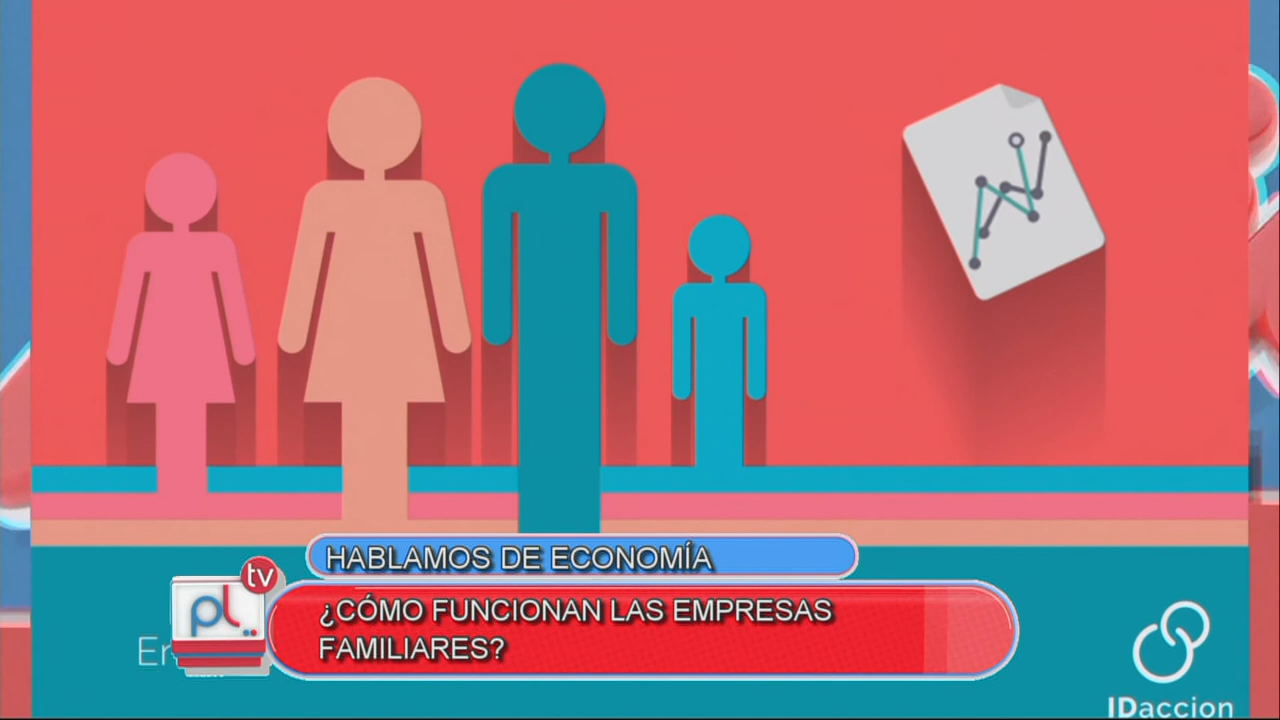 HABLAMOS DE ECONOMÍA
tv
pl
¿CÓMO FUNCIONAN LAS EMPRESAS
FAMILIARES?
IDaccion